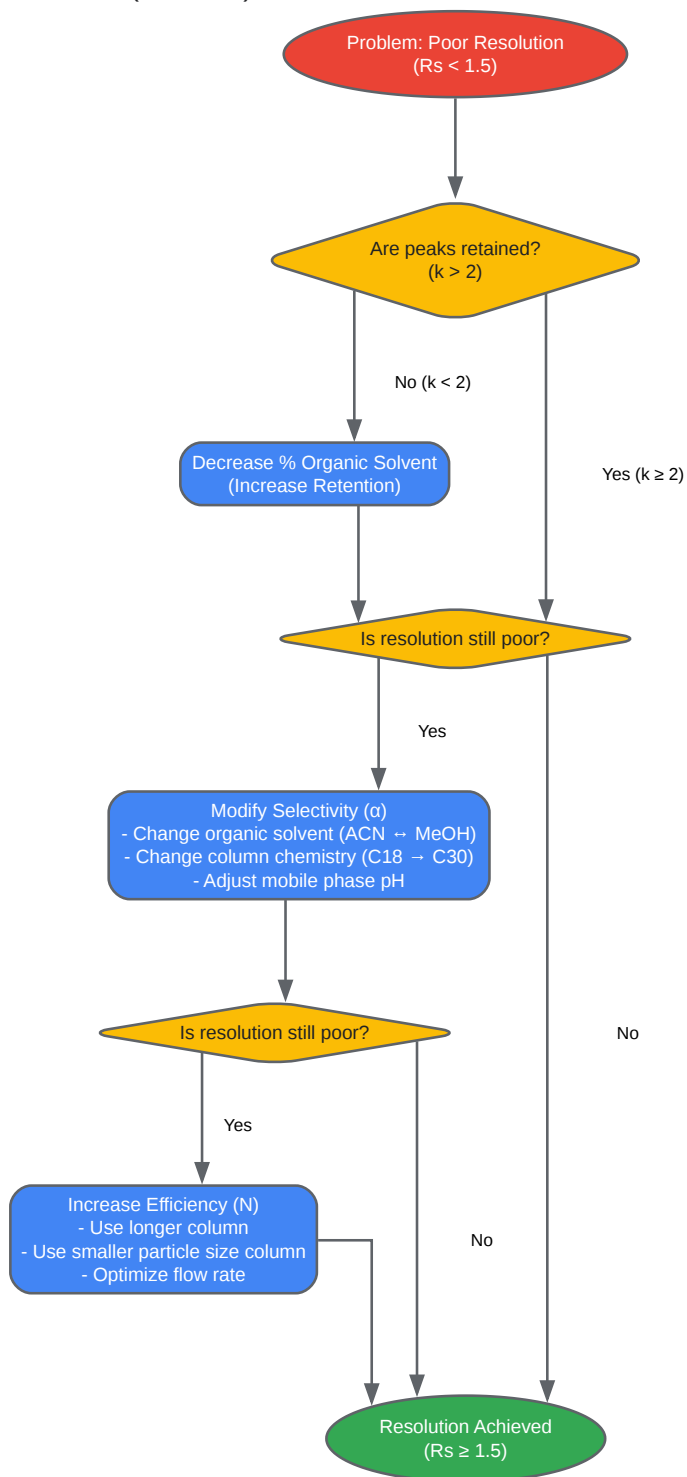 Problem: Poor Resolution
(Rs < 1.5)
Are peaks retained?
(k > 2)
No (k < 2)
Decrease % Organic Solvent
(Increase Retention)
Yes (k ≥ 2)
Is resolution still poor?
Yes
Modify Selectivity (α)
- Change organic solvent (ACN ↔ MeOH)
- Change column chemistry (C18 → C30)
- Adjust mobile phase pH
Is resolution still poor?
No
Yes
Increase Efficiency (N)
- Use longer column
- Use smaller particle size column
- Optimize flow rate
No
Resolution Achieved
(Rs ≥ 1.5)